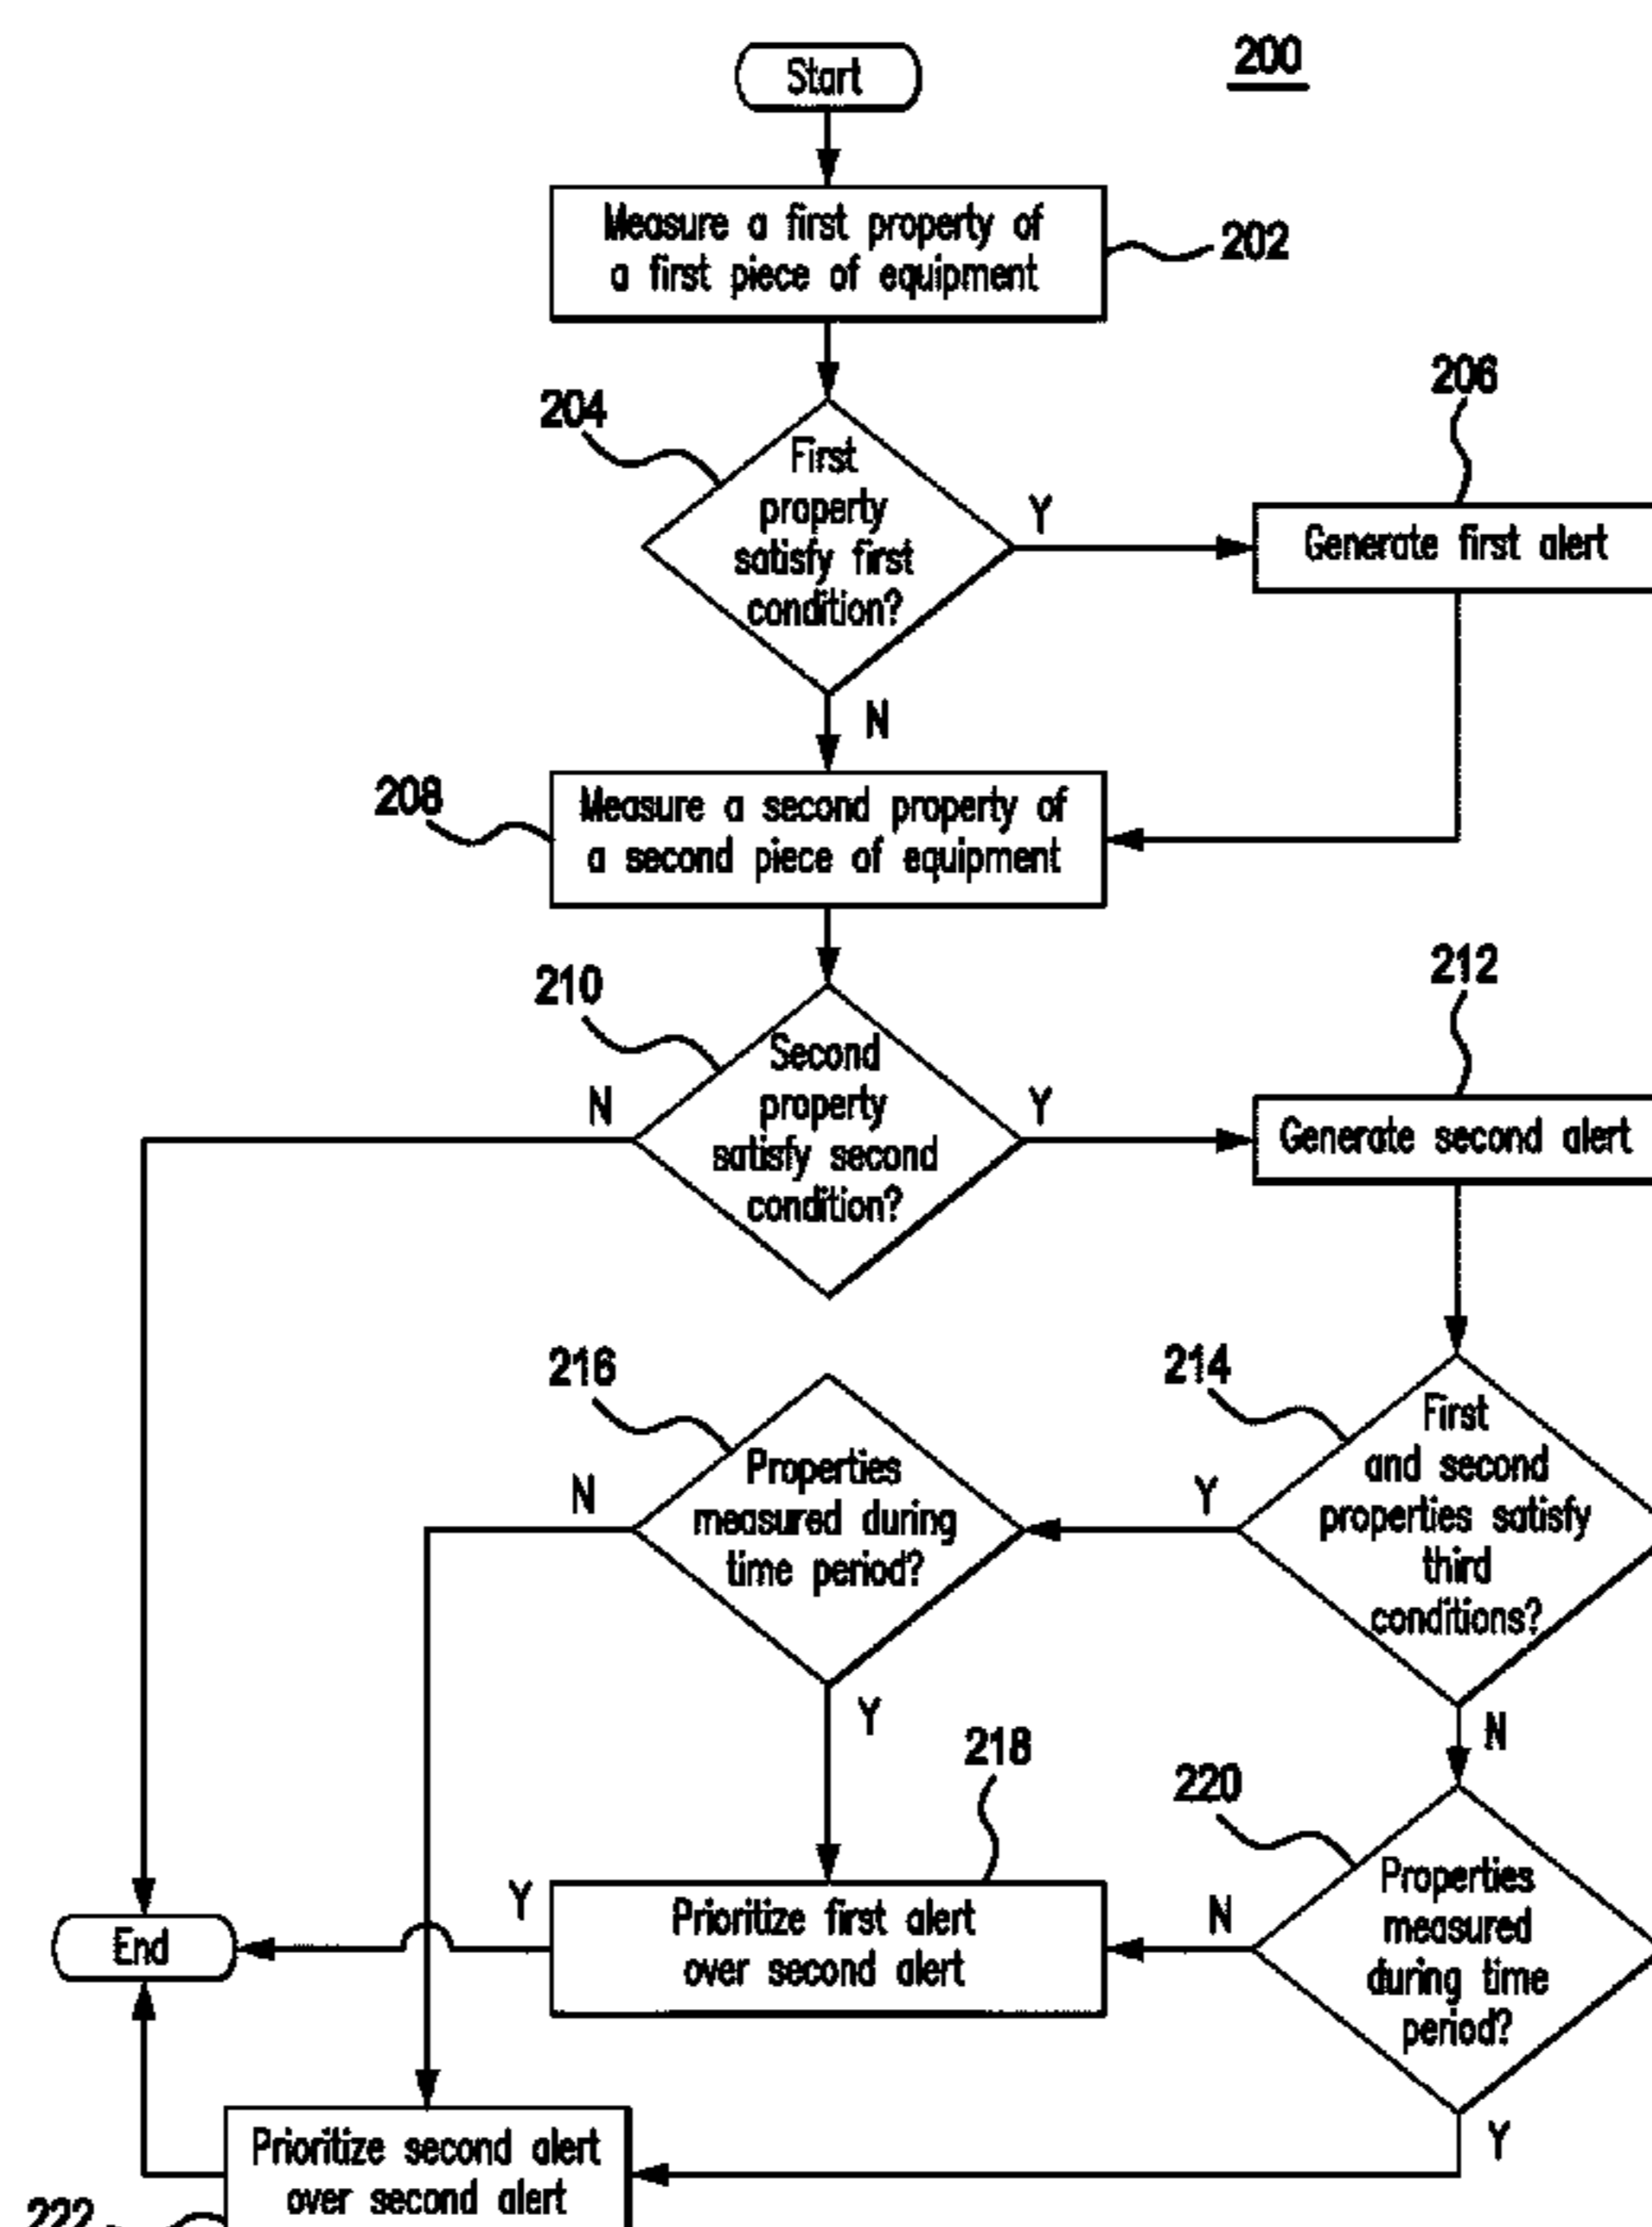 Start
200
Measure a first property of
a first piece of equipment
202
204
206
First
property
satisfy first
condition?
Y
Generate first alert
N
208
Measure a second property of
a second piece of equipment
210
212
Second
property
satisfy second
condition?
N
Y
Generate second alert
216
214
Properties
measured during
time period?
N
Y
First
and second
properties satisfy
third
conditions?
Y
N
218
220
Y
Prioritize first alert
over second alert
N
Properties
measured
during time
period?
End
Y
Prioritize second alert
over second alert
222